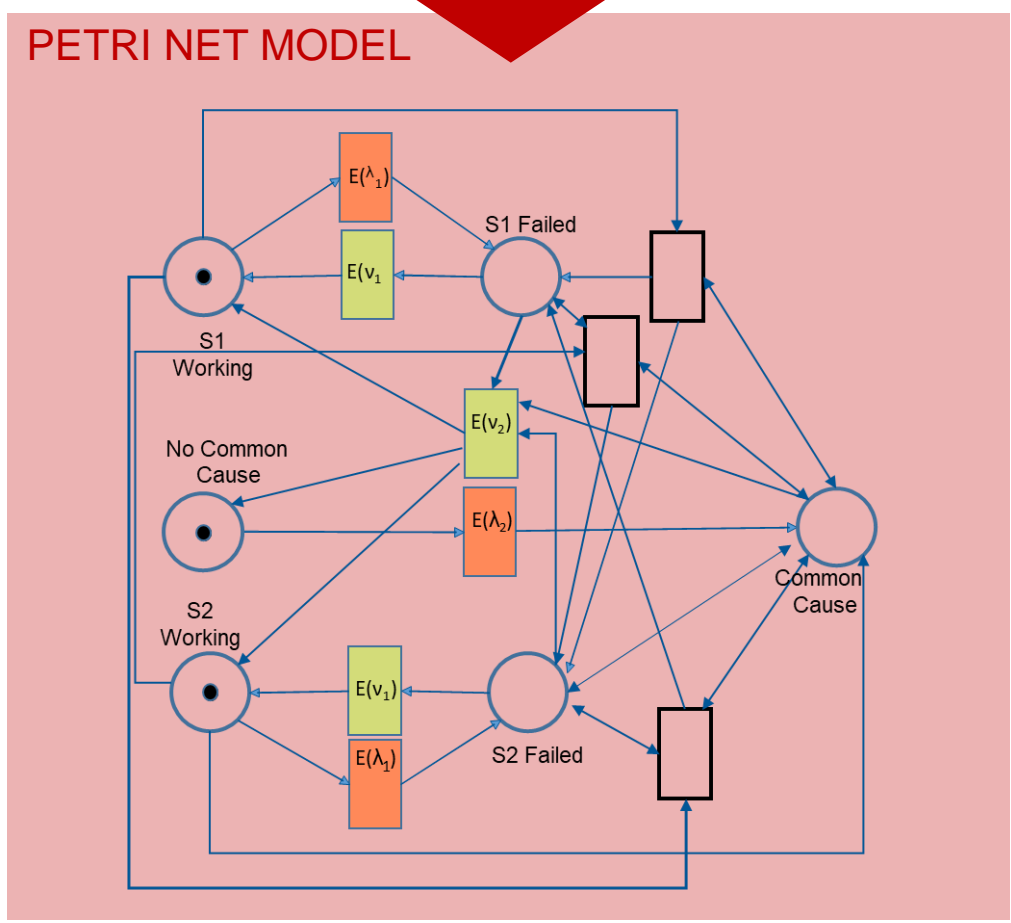 PETRI NET MODEL
E(λ1)
S1 Failed
E(ν1
S1
Working
E(ν2)
No Common
Cause
E(λ2)
Common
Cause
S2
Working
E(ν1)
S2 Failed
E(λ1)